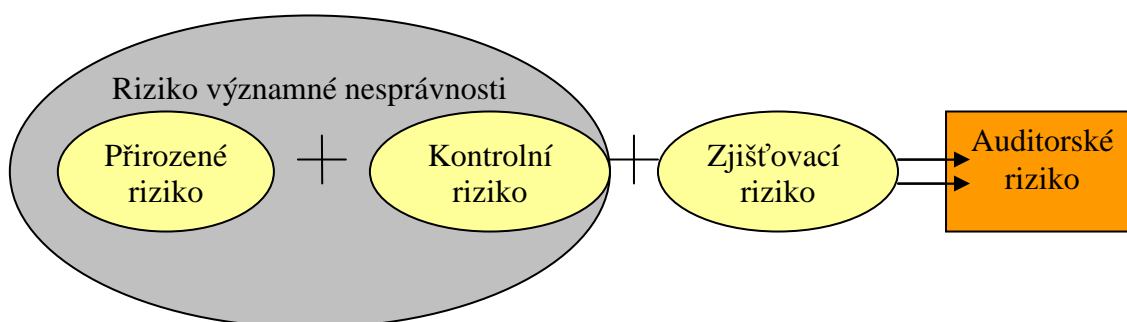 Riziko významné nesprávnosti
Přirozené
riziko
Kontrolní
riziko
Zjišťovací
riziko
Auditorské
riziko